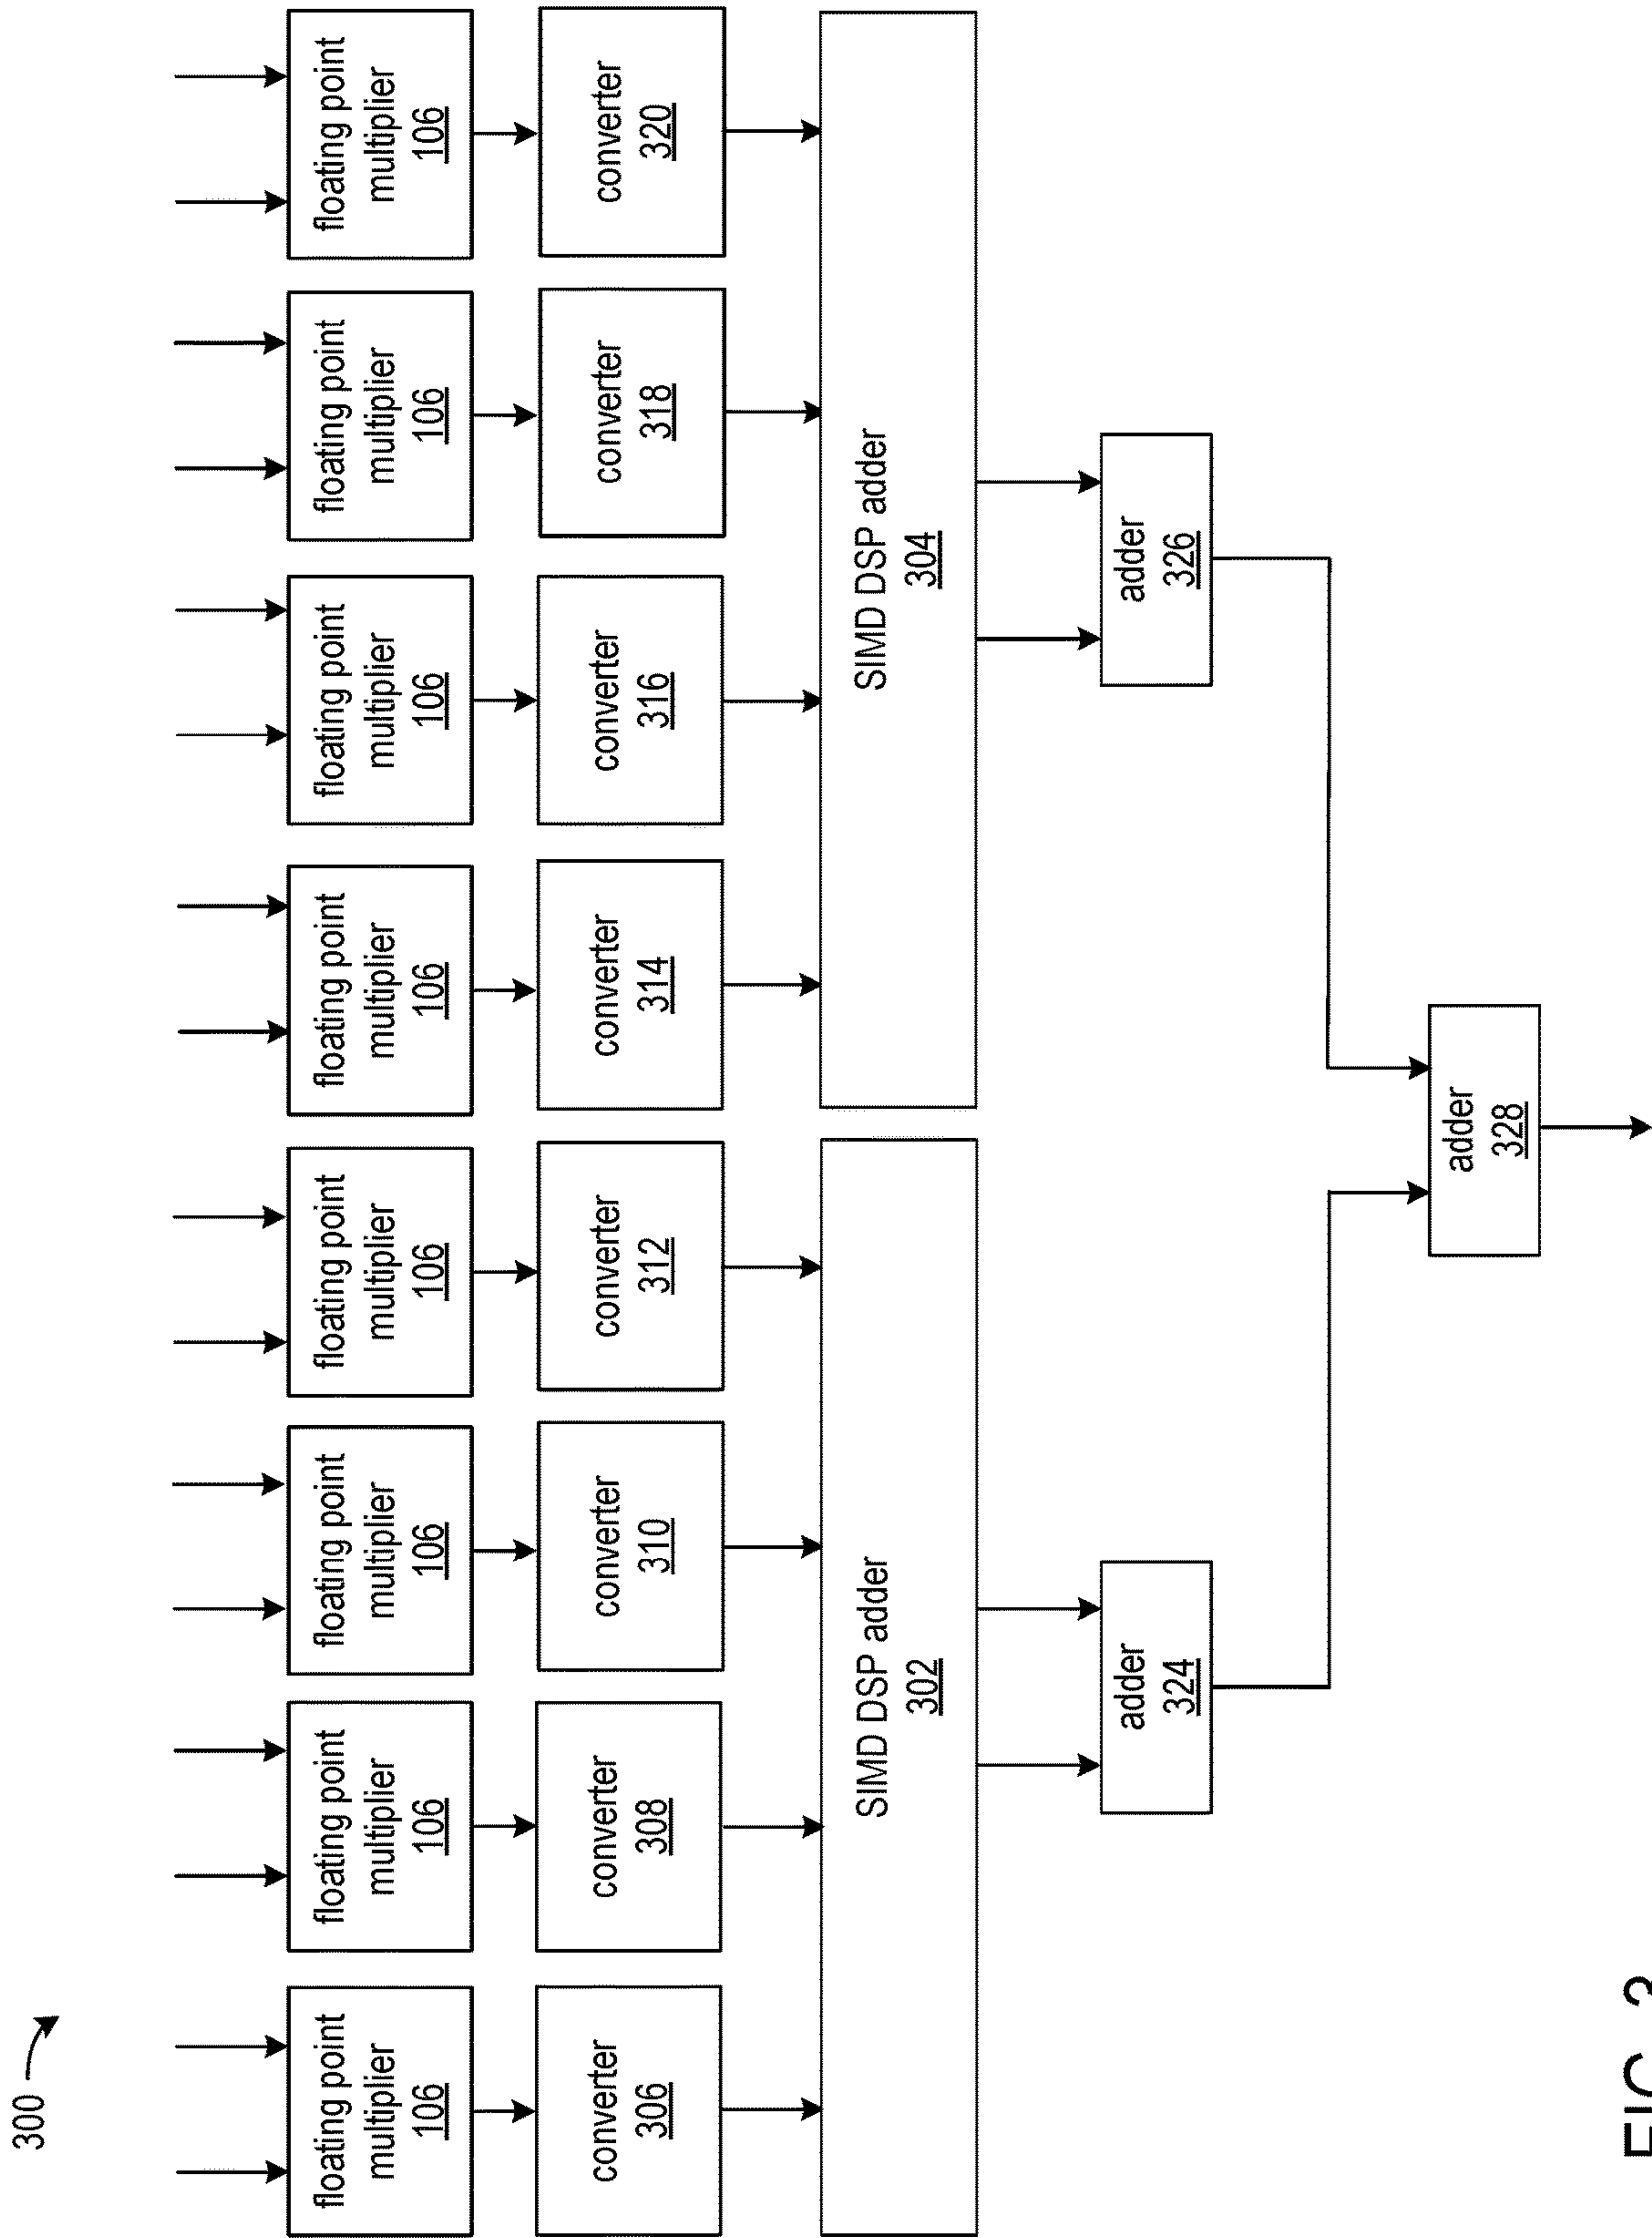 300
floating point
multiplier
106
floating point
multiplier
106
floating point
multiplier
106
floating point
multiplier
106
floating point
multiplier
106
floating point
multiplier
106
floating point
multiplier
106
floating point
multiplier
106
converter
306
converter
308
converter
310
converter
312
converter
314
converter
316
converter
318
converter
320
SIMD DSP adder
302
SIMD DSP adder
304
adder
324
adder
326
adder
328
FIG. 3